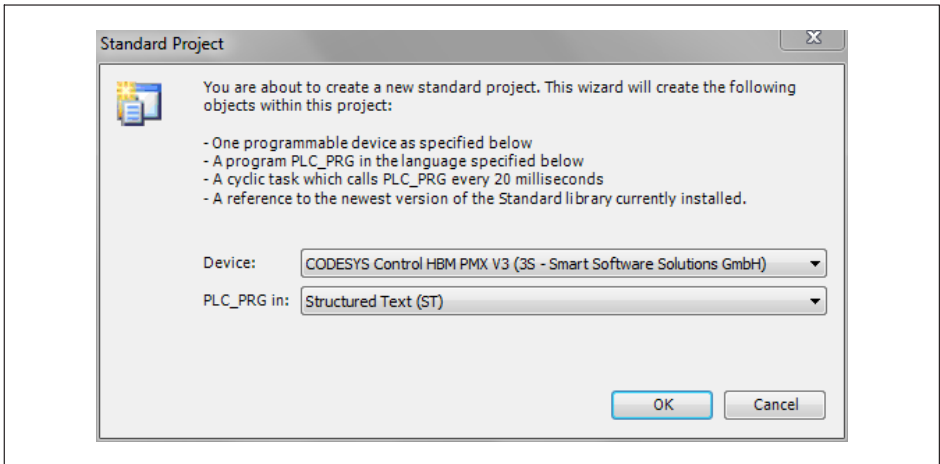 Standard Project
You are about to create a new standard project. This wizard will create the following
objects within this project:
- One programmable device as specified below
- A program PLC_PRG in the language specified below
- A cyclic task which calls PLC_PRG every 20 milliseconds
- A reference to the newest version of the Standard library currently installed.
Device: CODESYS Control HBM PMX V3 (3S - Smart Software Solutions GmbH)
PLC_PRG in: Structured Text (ST)
OK Cancel